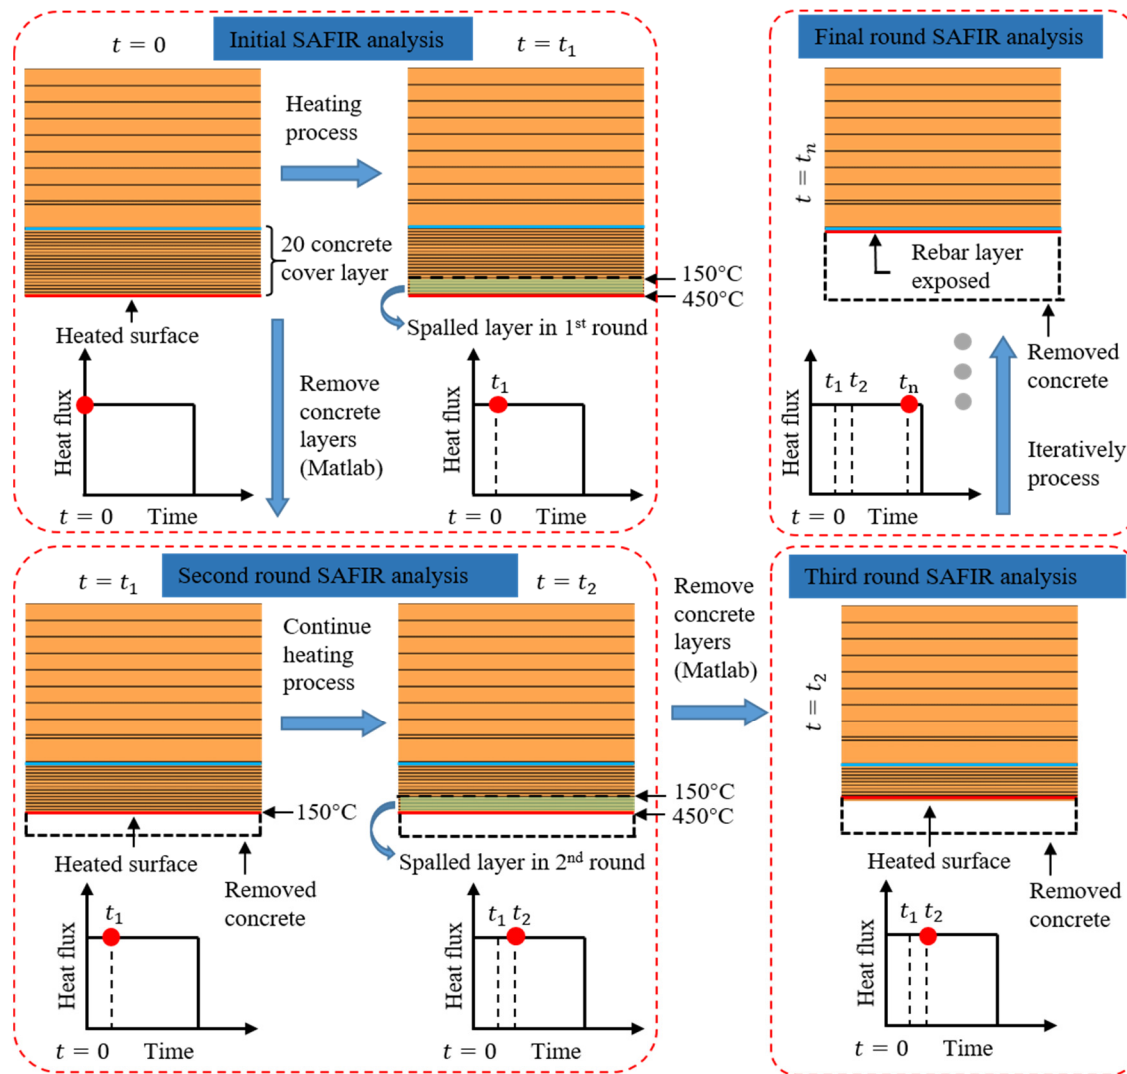 Initial SAFIR analysis
t = 0
t = t₁
Heating
process
20 concrete
cover layer
150°C
450°C
Heated surface
Spalled layer in 1st round
Remove
concrete
layers
(Matlab)
Heat flux
t = 0
Time
Heat flux
t₁
t = 0
Time
Final round SAFIR analysis
t = tₙ
Rebar layer
exposed
Removed
concrete
Heat flux
t₁
t₂
tₙ
t = 0
Time
Iteratively
process
Second round SAFIR analysis
t = t₁
t = t₂
Continue
heating
process
150°C
150°C
450°C
Heated surface
Removed
concrete
Spalled layer in 2nd round
Heat flux
t₁
t = 0
Time
Heat flux
t₁
t₂
t = 0
Time
Remove
concrete
layers
(Matlab)
Third round SAFIR analysis
t = t₂
Heated surface
Removed
concrete
Heat flux
t₁
t₂
t = 0
Time